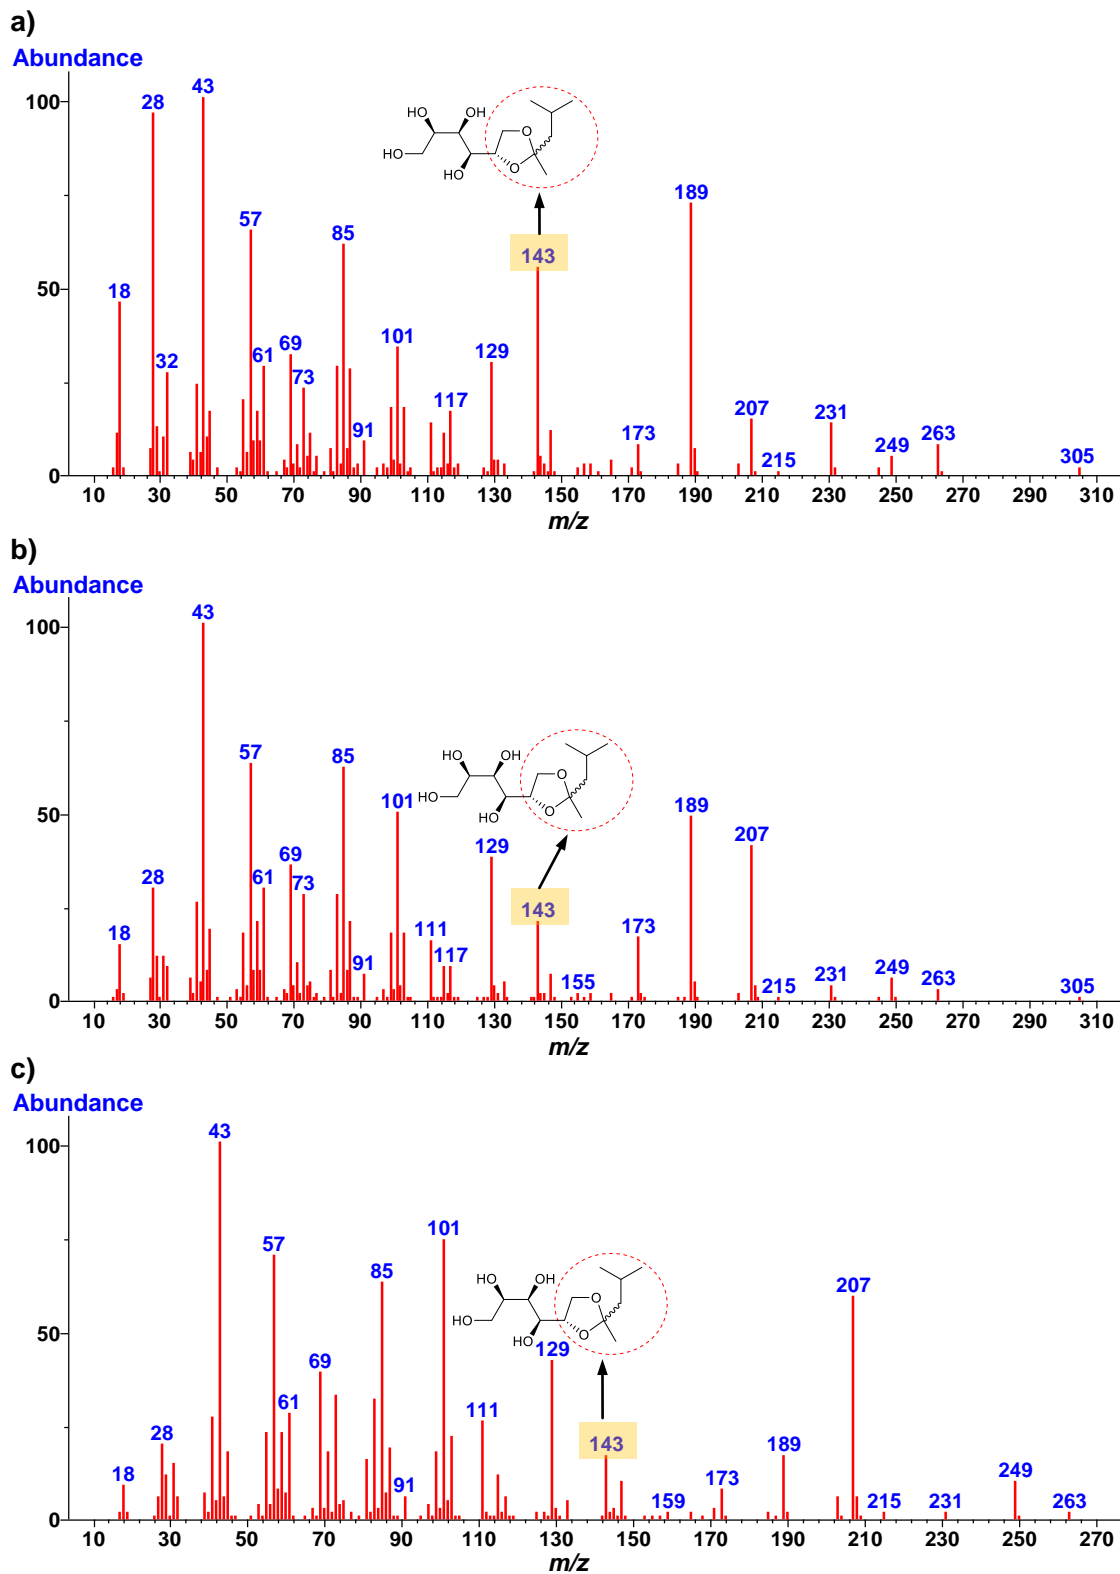 a)
Abundance
100
50
0
43
28
HO OH
HO
O
O
HO
57
85
189
143
18
101
129
69
32
61
73
117
91
173
207
231
215
249
263
305
10 30 50 70 90 110 130 150 170 190 210 230 250 270 290 310
m/z
b)
Abundance
100
50
0
43
57
85
HO OH
HO
O
O
HO
101
189
207
129
69
28
61
73
143
111
18
91
117
173
155
215
231
249
263
305
10 30 50 70 90 110 130 150 170 190 210 230 250 270 290 310
m/z
c)
Abundance
100
50
0
43
101
57
85
HO OH
HO
O
O
HO
207
129
69
61
111
28
143
189
18
91
159
173
215
231
249
263
10 30 50 70 90 110 130 150 170 190 210 230 250 270
m/z